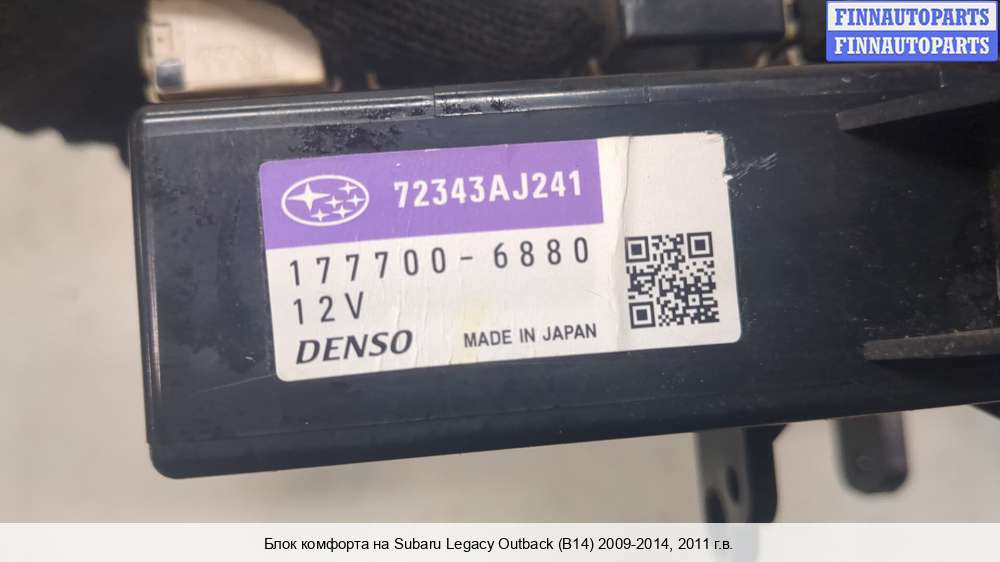 FINNAUTOPARTS
FINNAUTOPARTS
72343AJ241
177700-6880
12V
DENSO
MADE IN JAPAN
Блок комфорта на Subaru Legacy Outback (B14) 2009-2014, 2011 г.в.